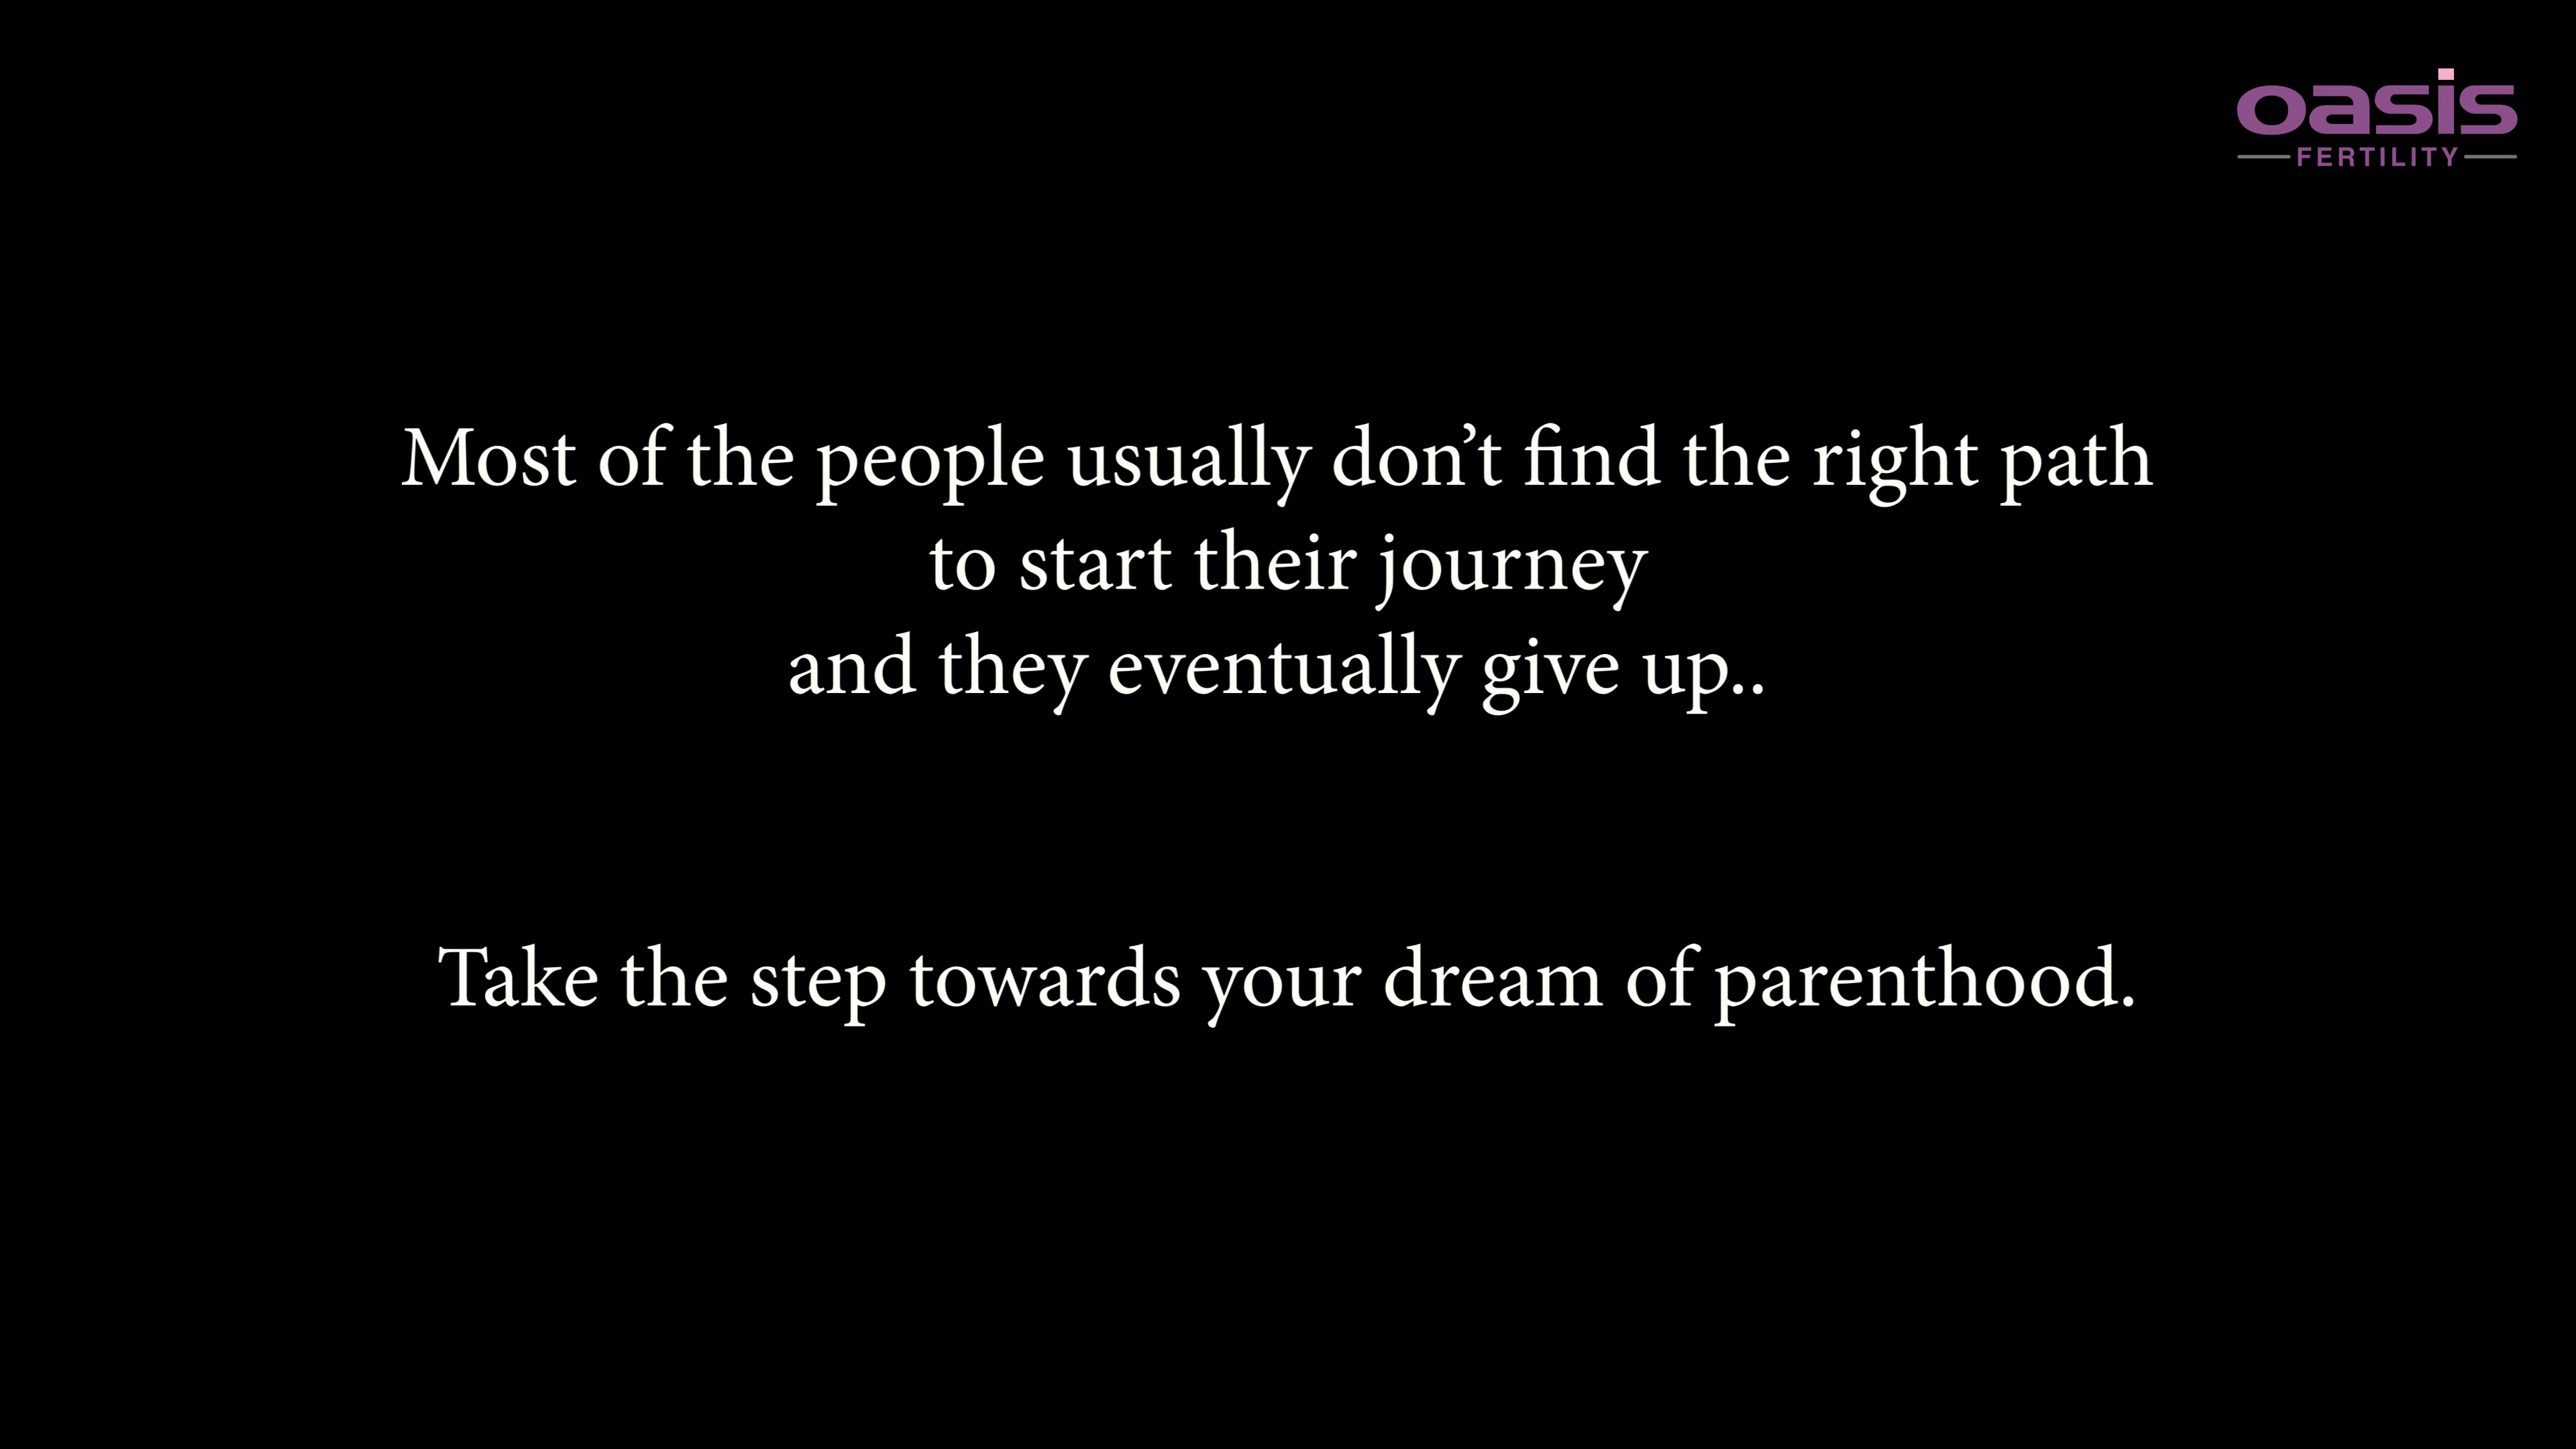 oasis
FERTILITY
Most of the people usually don’t find the right path
to start their journey
and they eventually give up..
Take the step towards your dream of parenthood.